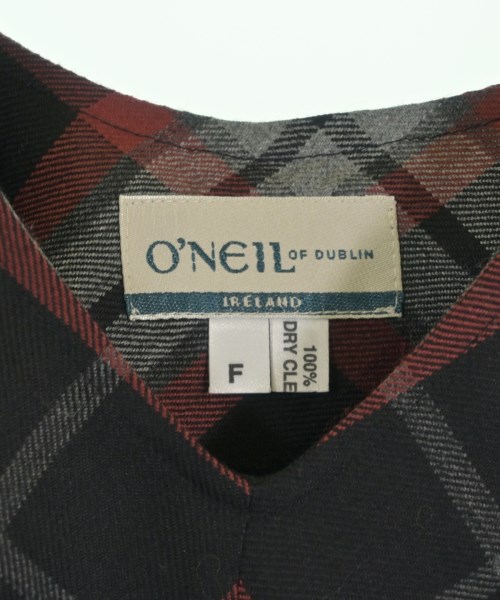 O'NEIL OF DUBLIN
IRELAND
F
100%
DRY CLE